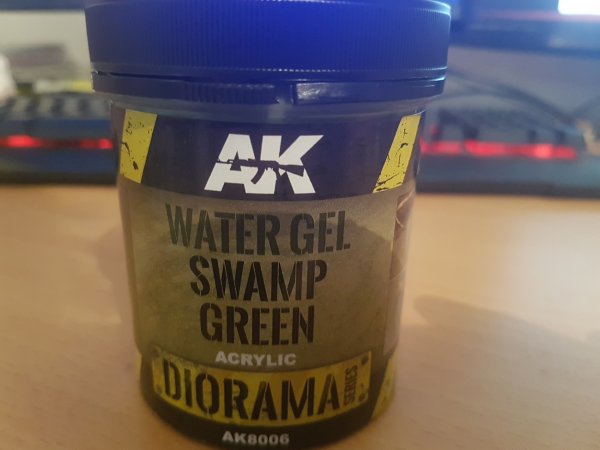 AK
WATER GEL
SWAMP
GREEN
ACRYLIC
DIORAMA SERIES
AK8006